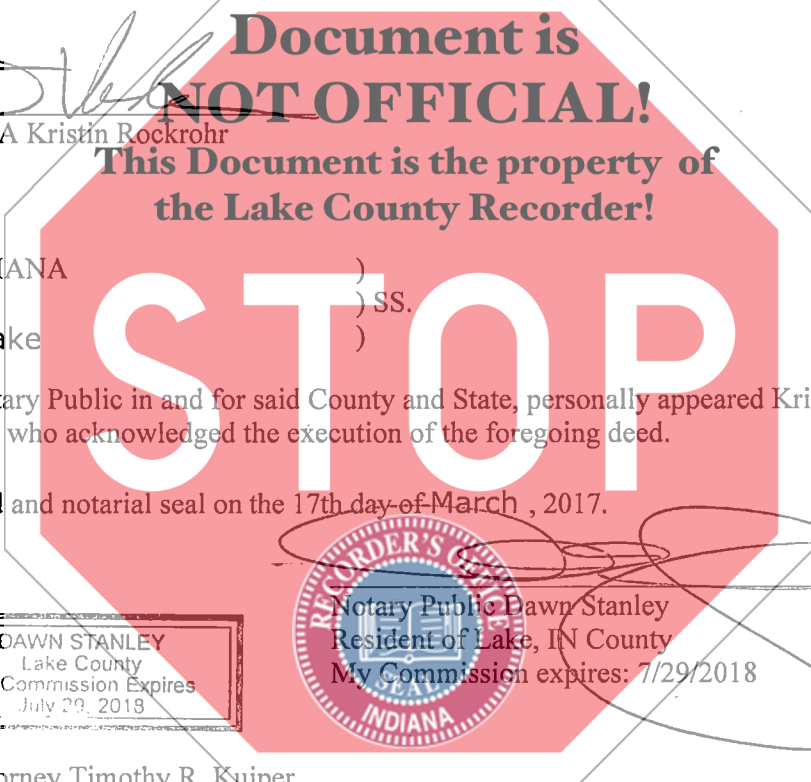 Document is
NOT OFFICIAL!
A Kristin Rockrohr
This Document is the property of
the Lake County Recorder!
IANA )
) SS.
ake )
STOP
tary Public in and for said County and State, personally appeared Kri
who acknowledged the execution of the foregoing deed.
d and notarial seal on the 17th day of March , 2017.
RECORDER'S OFFICE
SEAL
INDIANA
Notary Public Dawn Stanley
Resident of Lake, IN County
My Commission expires: 7/29/2018
DAWN STANLEY
Lake County
Commission Expires
July 29, 2018
orney Timothy R. Kuiper